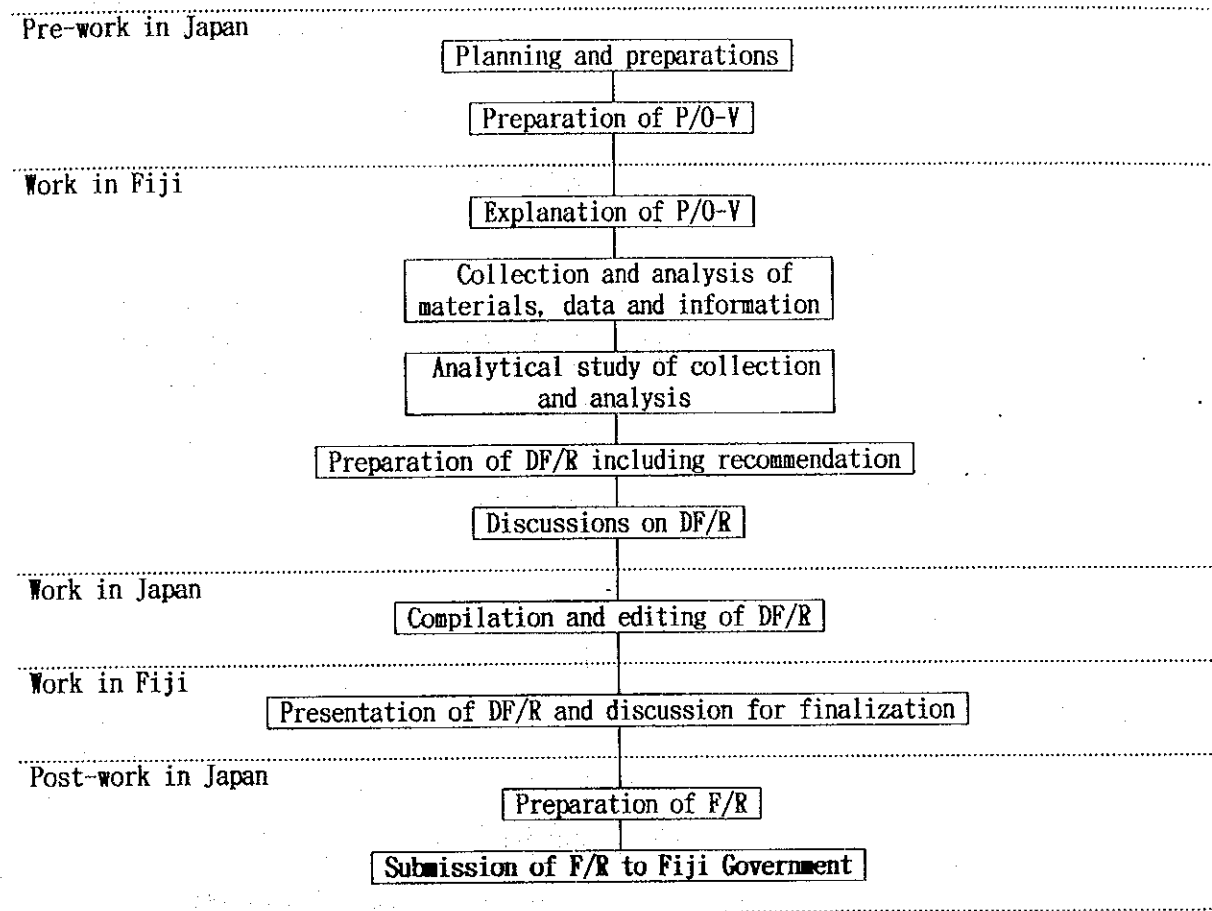 Pre-work in Japan
Planning and preparations
Preparation of P/O-V
Work in Fiji
Explanation of P/O-V
Collection and analysis of
materials, data and information
Analytical study of collection
and analysis
Preparation of DF/R including recommendation
Discussions on DF/R
Work in Japan
Compilation and editing of DF/R
Work in Fiji
Presentation of DF/R and discussion for finalization
Post-work in Japan
Preparation of F/R
Submission of F/R to Fiji Government